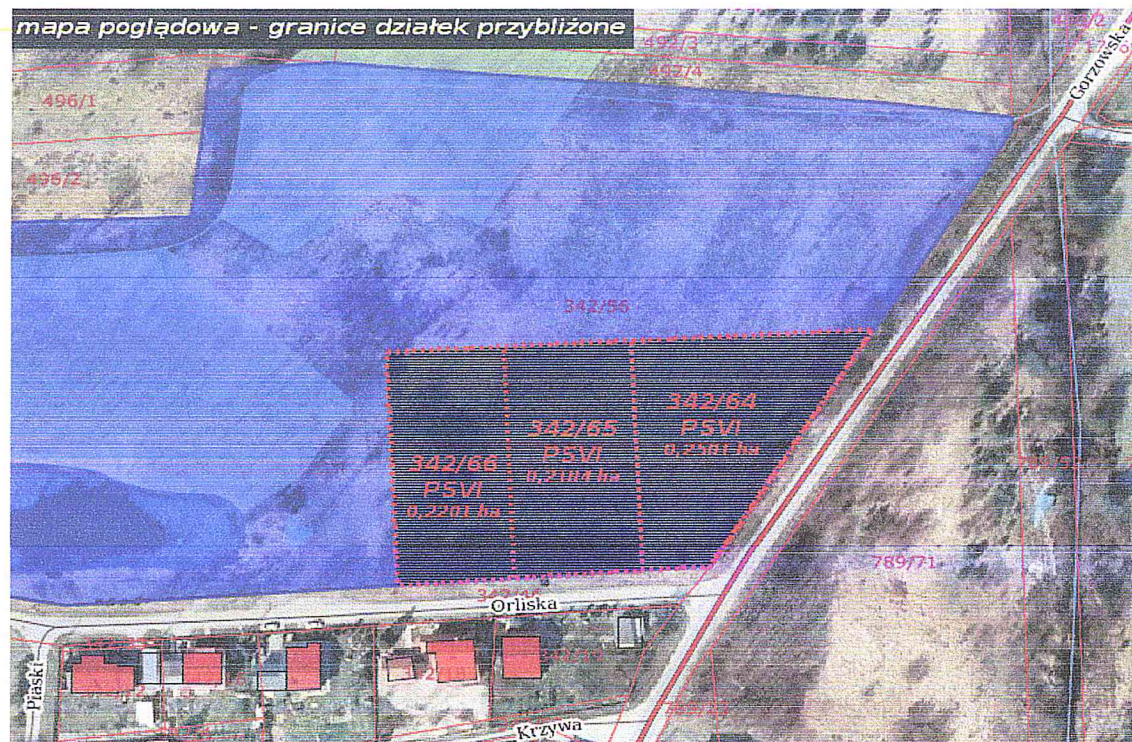 mapa poglądowa - granice działek przybliżone
492/3
492/4
496/1
496/2
Gorzowska
342/56
342/64
PSVI
0,2501 ha
342/65
PSVI
0,2184 ha
342/66
PSVI
0,2201 ha
789/71
Orliska
Piaski
Krzywa